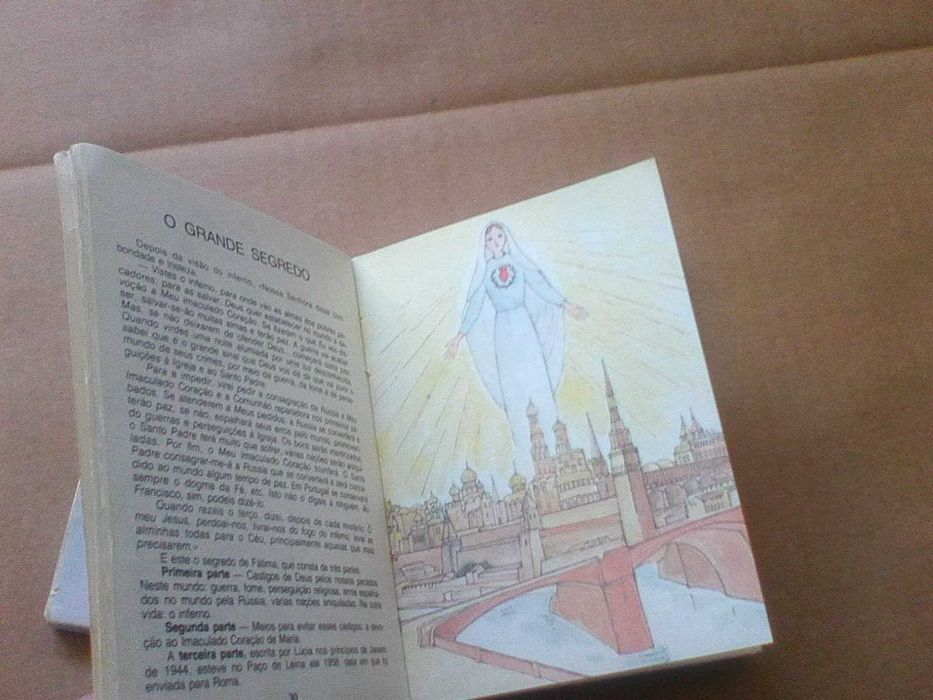 O GRANDE SEGREDO
Depois da visão do inferno, «Nossa Senhora disse com
bondade e tristeza:
— Vistes o inferno, para onde vão as almas dos pobres pe-
cadores, para as salvar, Deus quer estabelecer no mundo a de-
voção a Meu Imaculado Coração. Se fizerem o que Eu vos
ser, salvar-se-ão muitas almas e terão paz. A guerra vai acabar
Mas, se não deixarem de ofender Deus... começará outra pior.
Quando virdes uma noite alumiada por uma luz desconhecida,
sabei que é o grande sinal que Deus vos dá de que vai punir o
mundo de seus crimes, por meio da guerra, da fome e de perse-
guições à Igreja e ao Santo Padre.
Para a impedir, virei pedir a consagração da Rússia a Meu
Imaculado Coração e a Comunhão reparadora nos primeiros sá-
bados. Se atenderem a Meus pedidos, a Rússia se converterá e
terão paz; se não, espalhará seus erros pelo mundo, promoven-
do guerras e perseguições à Igreja. Os bons serão martirizados,
o Santo Padre terá muito que sofrer, várias nações serão aniqui-
ladas. Por fim, o Meu Imaculado Coração triunfará. O Santo
Padre consagrar-me-á a Rússia que se converterá e será conce-
dido ao mundo algum tempo de paz. Em Portugal se conservará
sempre o dogma da Fé, etc. Isto não o digais a ninguém. Ao
Francisco, sim, podeis dizê-lo.
Quando rezais o terço, dizei, depois de cada mistério: Ó
meu Jesus, perdoai-nos, livrai-nos do fogo do inferno, levai as
alminhas todas para o Céu, principalmente aquelas que mais
precisarem.»
E este o segredo de Fátima, que consta de três partes.
Primeira parte — Castigos de Deus pelos nossos pecados.
Neste mundo: guerra, fome, perseguição religiosa, erros espalha-
dos no mundo pela Rússia, várias nações aniquiladas. Na outra
vida: o inferno.
Segunda parte — Meios para evitar esses castigos: a devo-
ção ao Imaculado Coração de Maria.
A terceira parte, escrita por Lúcia nos princípios de Janeiro
de 1944, esteve no Paço de Leiria até 1958, data em que foi
enviada para Roma.
30